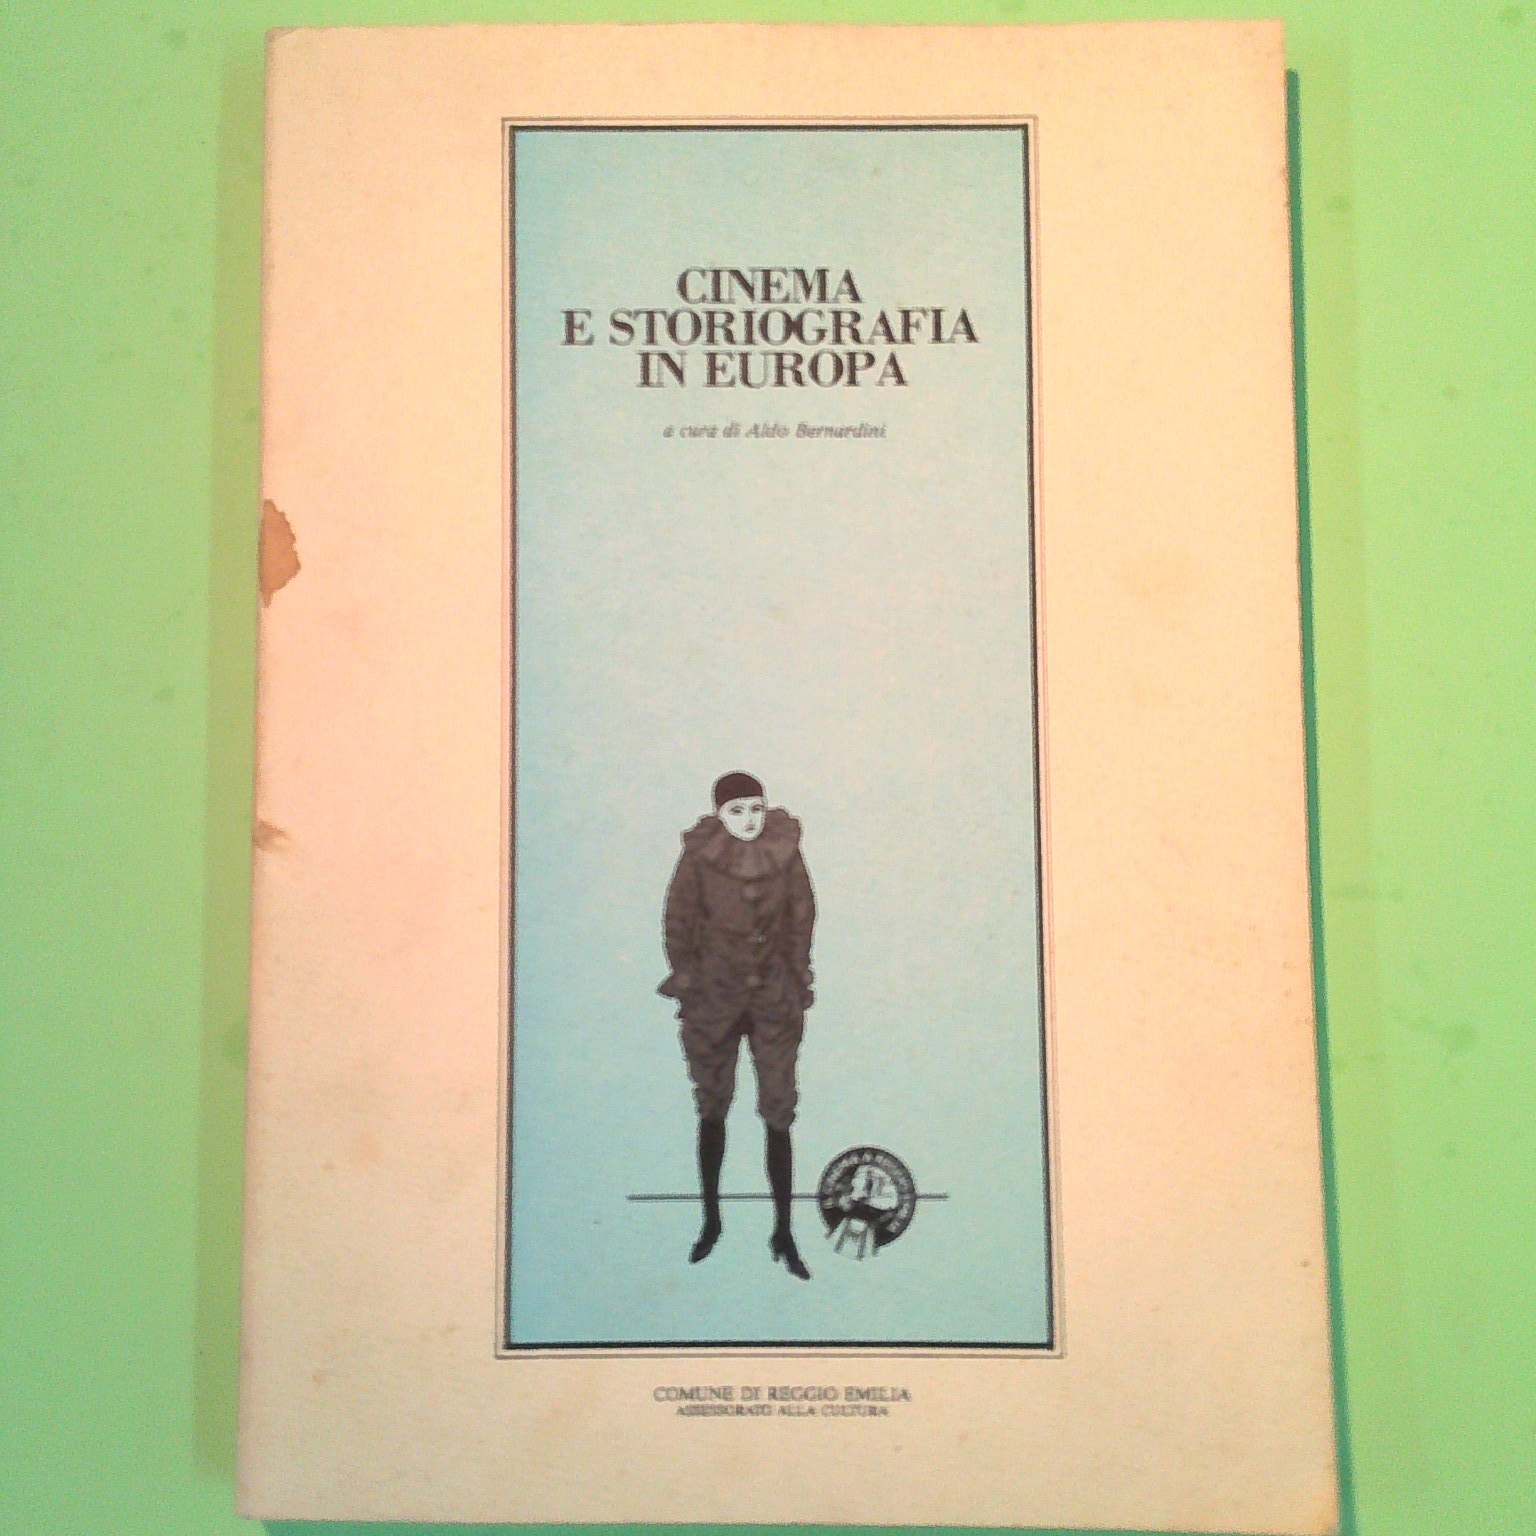 CINEMA
E STORIOGRAFIA
IN EUROPA
a cura di Aldo Bernardini
COMUNE DI REGGIO EMILIA
ASSESSORATO ALLA CULTURA